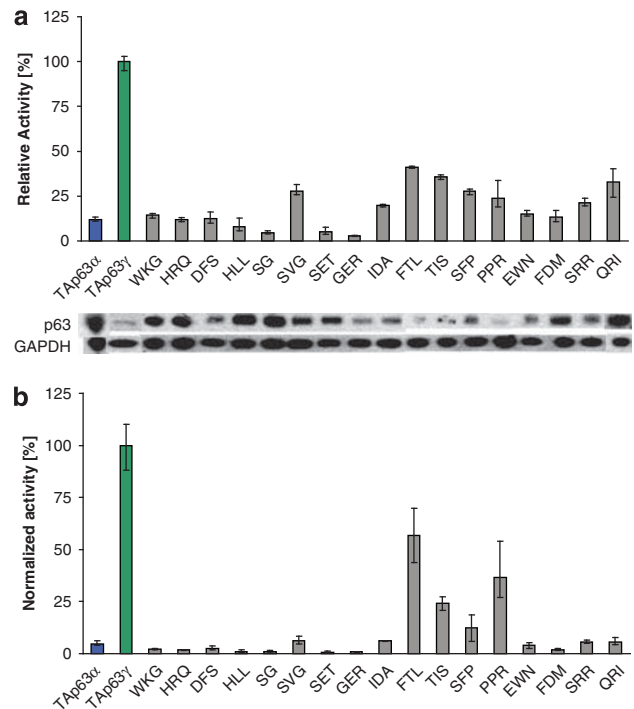 a
Relative Activity [%]
125
100
75
50
25
0
TAp63α TAp63γ WKG HRQ DFS HLL SG SVG SET GER IDA FTL TIS SFP PPR EWN FDM SRR QRI
p63
GAPDH
b
Normalized activity [%]
125
100
75
50
25
0
TAp63α TAp63γ WKG HRQ DFS HLL SG SVG SET GER IDA FTL TIS SFP PPR EWN FDM SRR QRI